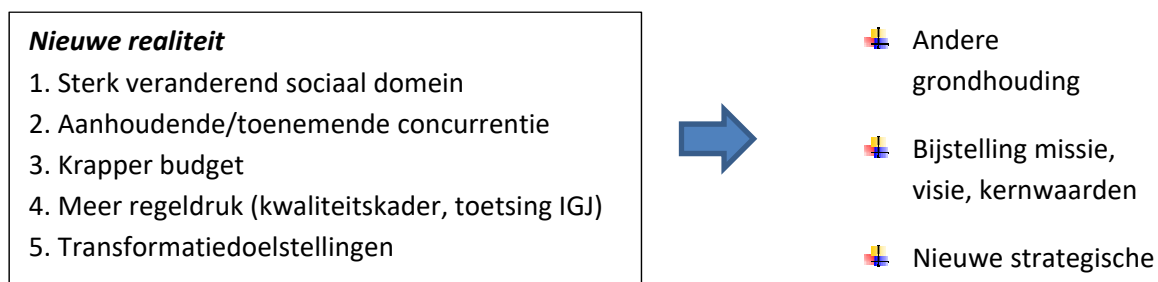 Nieuwe realiteit
1. Sterk veranderend sociaal domein
2. Aanhoudende/toenemende concurrentie
3. Krapper budget
4. Meer regeldruk (kwaliteitskader, toetsing IGJ)
5. Transformatiedoelstellingen
Andere
grondhouding
Bijstelling missie,
visie, kernwaarden
Nieuwe strategische